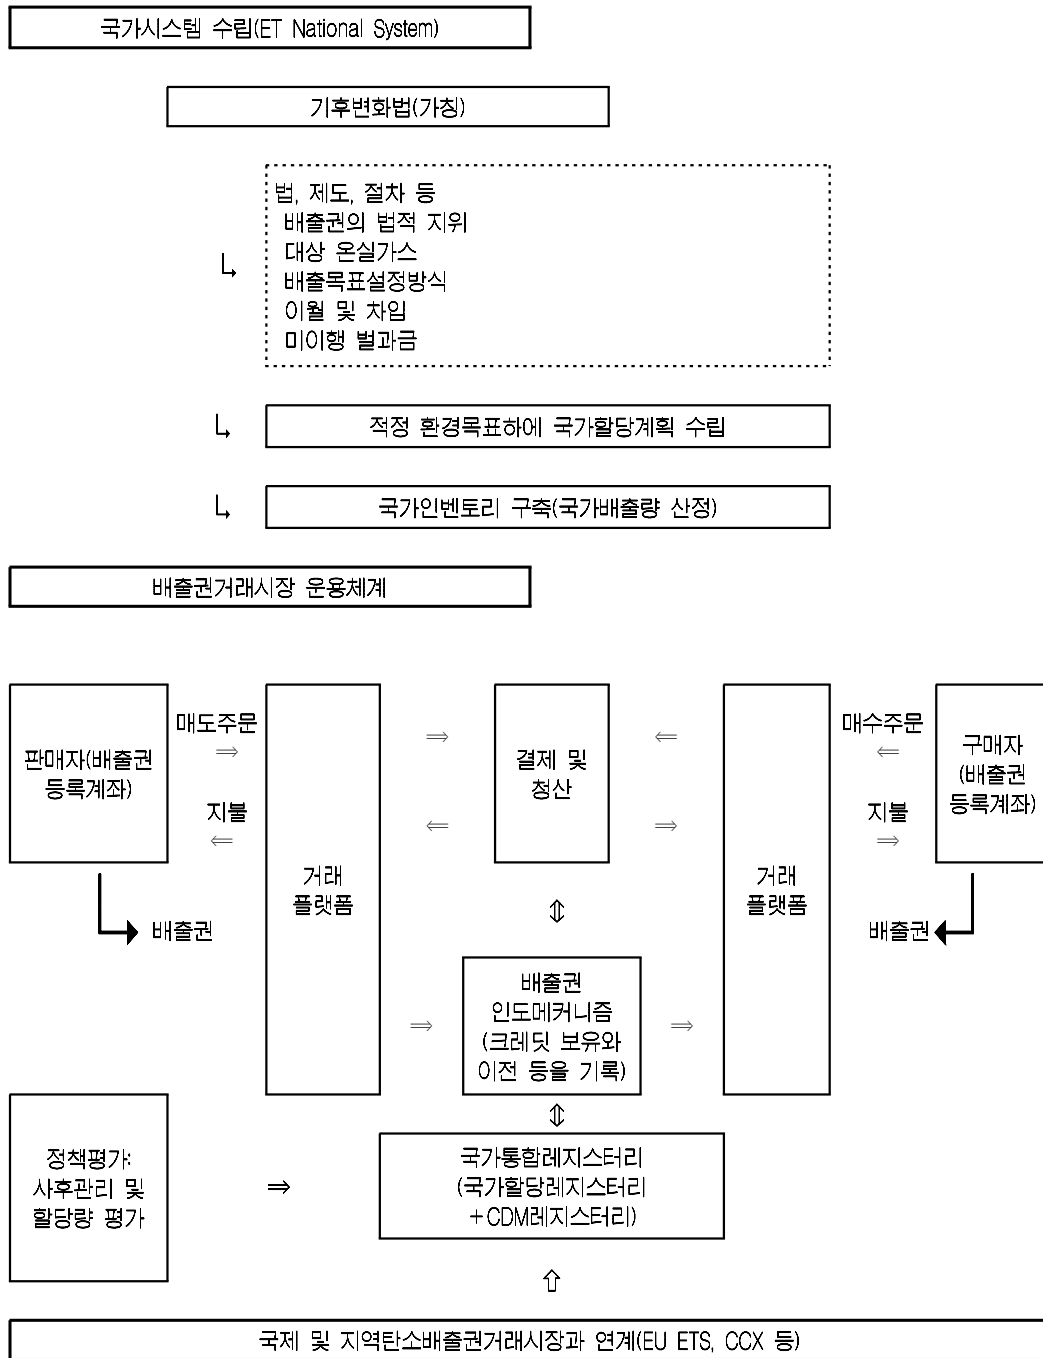 국가시스템 수립(ET National System)
기후변화법(가칭)
법, 제도, 절차 등
배출권의 법적 지위
대상 온실가스
배출목표설정방식
이월 및 차입
미이행 벌과금
적정 환경목표하에 국가할당계획 수립
국가인벤토리 구축(국가배출량 산정)
배출권거래시장 운용체계
판매자(배출권
등록계좌)
매도주문
지불
배출권
거래
플랫폼
결제 및
청산
배출권
인도메커니즘
(크레딧 보유와
이전 등을 기록)
거래
플랫폼
매수주문
지불
배출권
구매자
(배출권
등록계좌)
정책평가:
사후관리 및
할당량 평가
국가통합레지스터리
(국가할당레지스터리
+CDM레지스터리)
국제 및 지역탄소배출권거래시장과 연계(EU ETS, CCX 등)